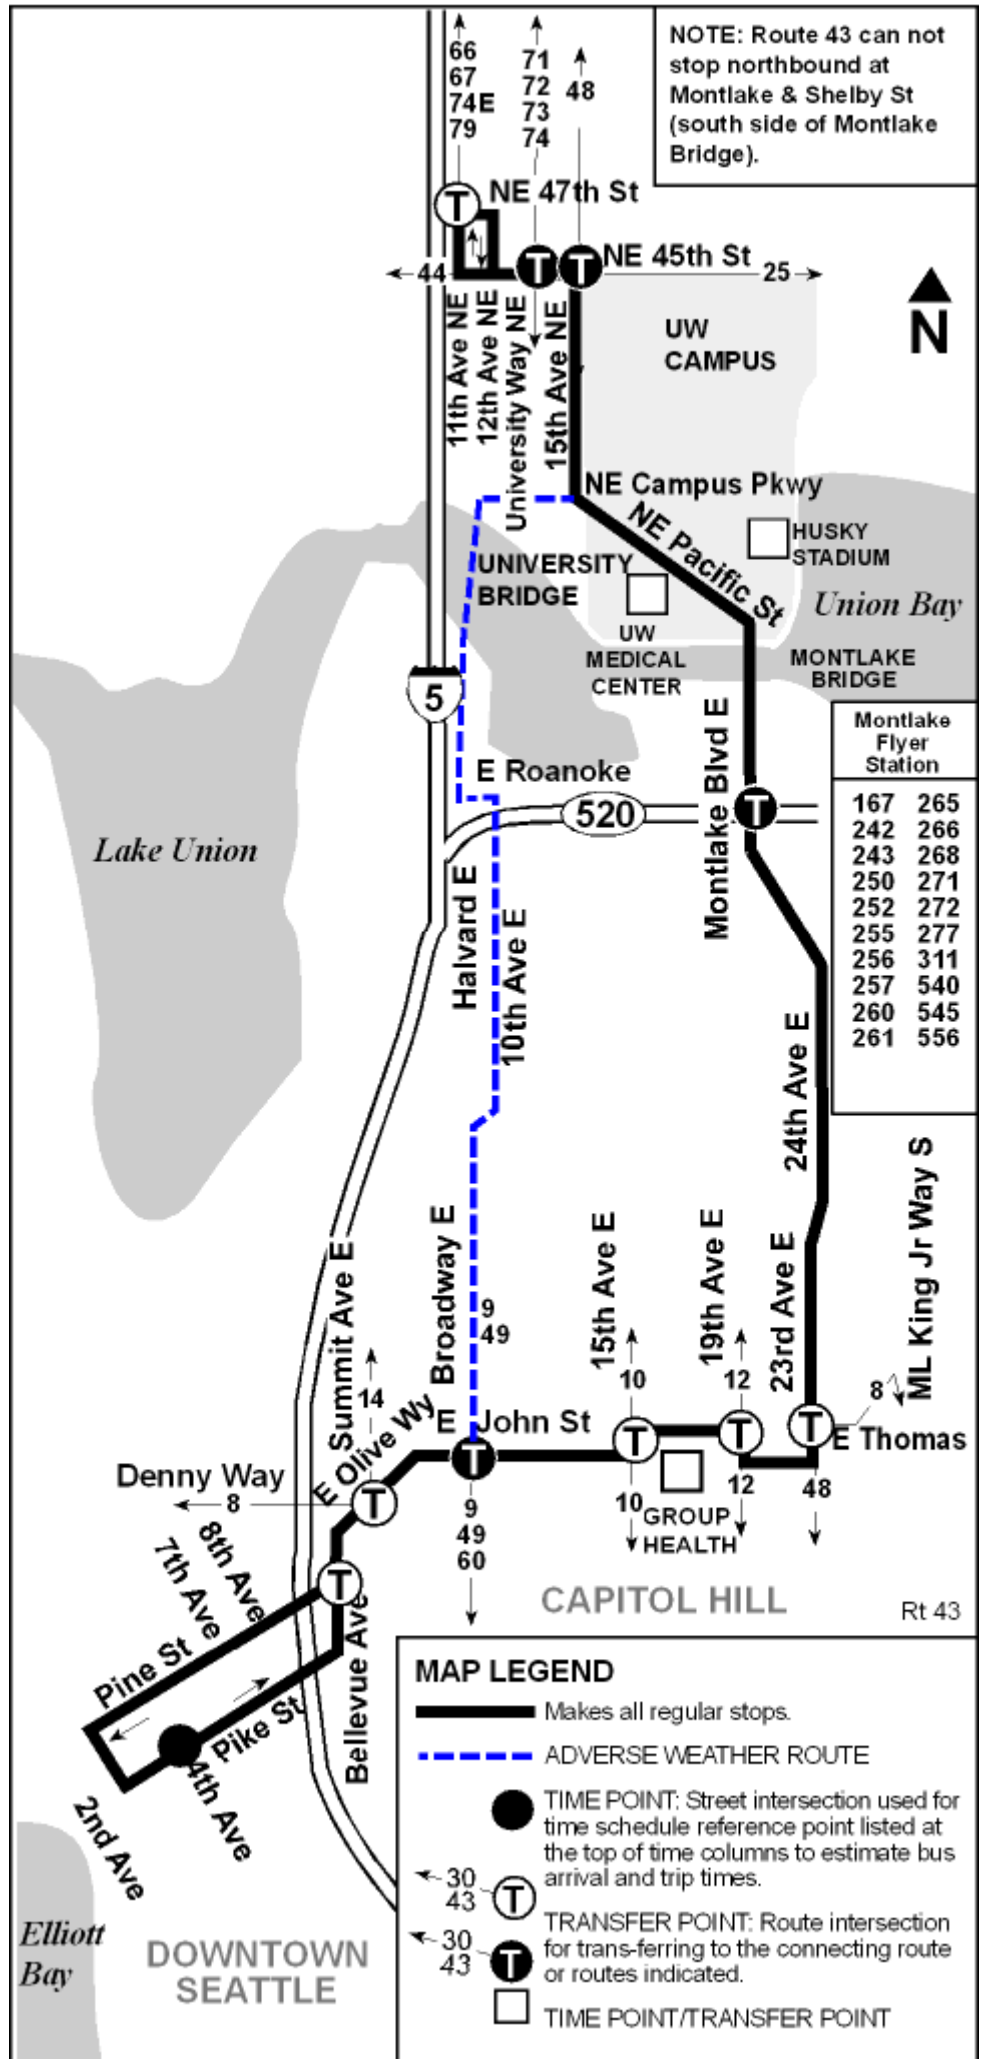 NOTE: Route 43 can not
stop northbound at
Montlake & Shelby St
(south side of Montlake
Bridge).
66
67
74E
79
71
72
73
74
48
NE 47th St
NE 45th St
44
25
N
11th Ave NE
12th Ave NE
University Way NE
15th Ave NE
UW
CAMPUS
NE Campus Pkwy
NE Pacific St
HUSKY
STADIUM
UNIVERSITY
BRIDGE
Union Bay
UW
MEDICAL
CENTER
MONTLAKE
BRIDGE
5
E Roanoke
520
Montlake Blvd E
Montlake
Flyer
Station
167 265
242 266
243 268
250 271
252 272
255 277
256 311
257 540
260 545
261 556
Lake Union
Halvard E
10th Ave E
24th Ave E
ML King Jr Way S
Summit Ave E
Broadway E
9
49
15th Ave E
19th Ave E
23rd Ave E
14
10
12
8
E Olive Wy
E John St
E Thomas
Denny Way
8
9
49
60
10
12
48
GROUP
HEALTH
8th Ave
7th Ave
CAPITOL HILL
Rt 43
Pine St
Pike St
Bellevue Ave
4th Ave
2nd Ave
Elliott
Bay
DOWNTOWN
SEATTLE
MAP LEGEND
Makes all regular stops.
ADVERSE WEATHER ROUTE
TIME POINT: Street intersection used for
time schedule reference point listed at
the top of time columns to estimate bus
arrival and trip times.
30
43
T
TRANSFER POINT: Route intersection
for trans-ferring to the connecting route
or routes indicated.
30
43
T
TIME POINT/TRANSFER POINT